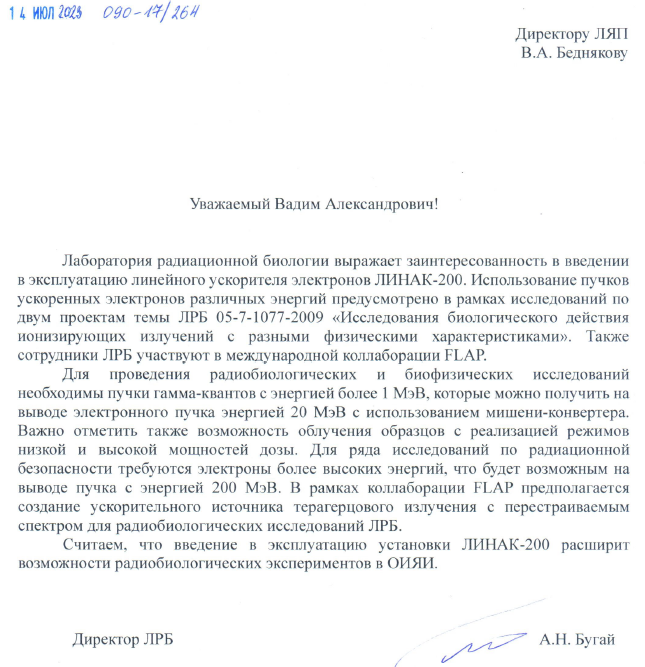 14 ИЮЛ 2023 090-17/264
Директору ЛЯП
В.А. Беднякову
Уважаемый Вадим Александрович!
Лаборатория радиационной биологии выражает заинтересованность в введении
в эксплуатацию линейного ускорителя электронов ЛИНАК-200. Использование пучков
ускоренных электронов различных энергий предусмотрено в рамках исследований по
двум проектам темы ЛРБ 05-7-1077-2009 «Исследования биологического действия
ионизирующих излучений с разными физическими характеристиками». Также
сотрудники ЛРБ участвуют в международной коллаборации FLAP.
Для проведения радиобиологических и биофизических исследований
необходимы пучки гамма-квантов с энергией более 1 МэВ, которые можно получить на
выводе электронного пучка энергией 20 МэВ с использованием мишени-конвертера.
Важно отметить также возможность облучения образцов с реализацией режимов
низкой и высокой мощностей дозы. Для ряда исследований по радиационной
безопасности требуются электроны более высоких энергий, что будет возможным на
выводе пучка с энергией 200 МэВ. В рамках коллаборации FLAP предполагается
создание ускорительного источника терагерцового излучения с перестраиваемым
спектром для радиобиологических исследований ЛРБ.
Считаем, что введение в эксплуатацию установки ЛИНАК-200 расширит
возможности радиобиологических экспериментов в ОИЯИ.
Директор ЛРБ А.Н. Бугай